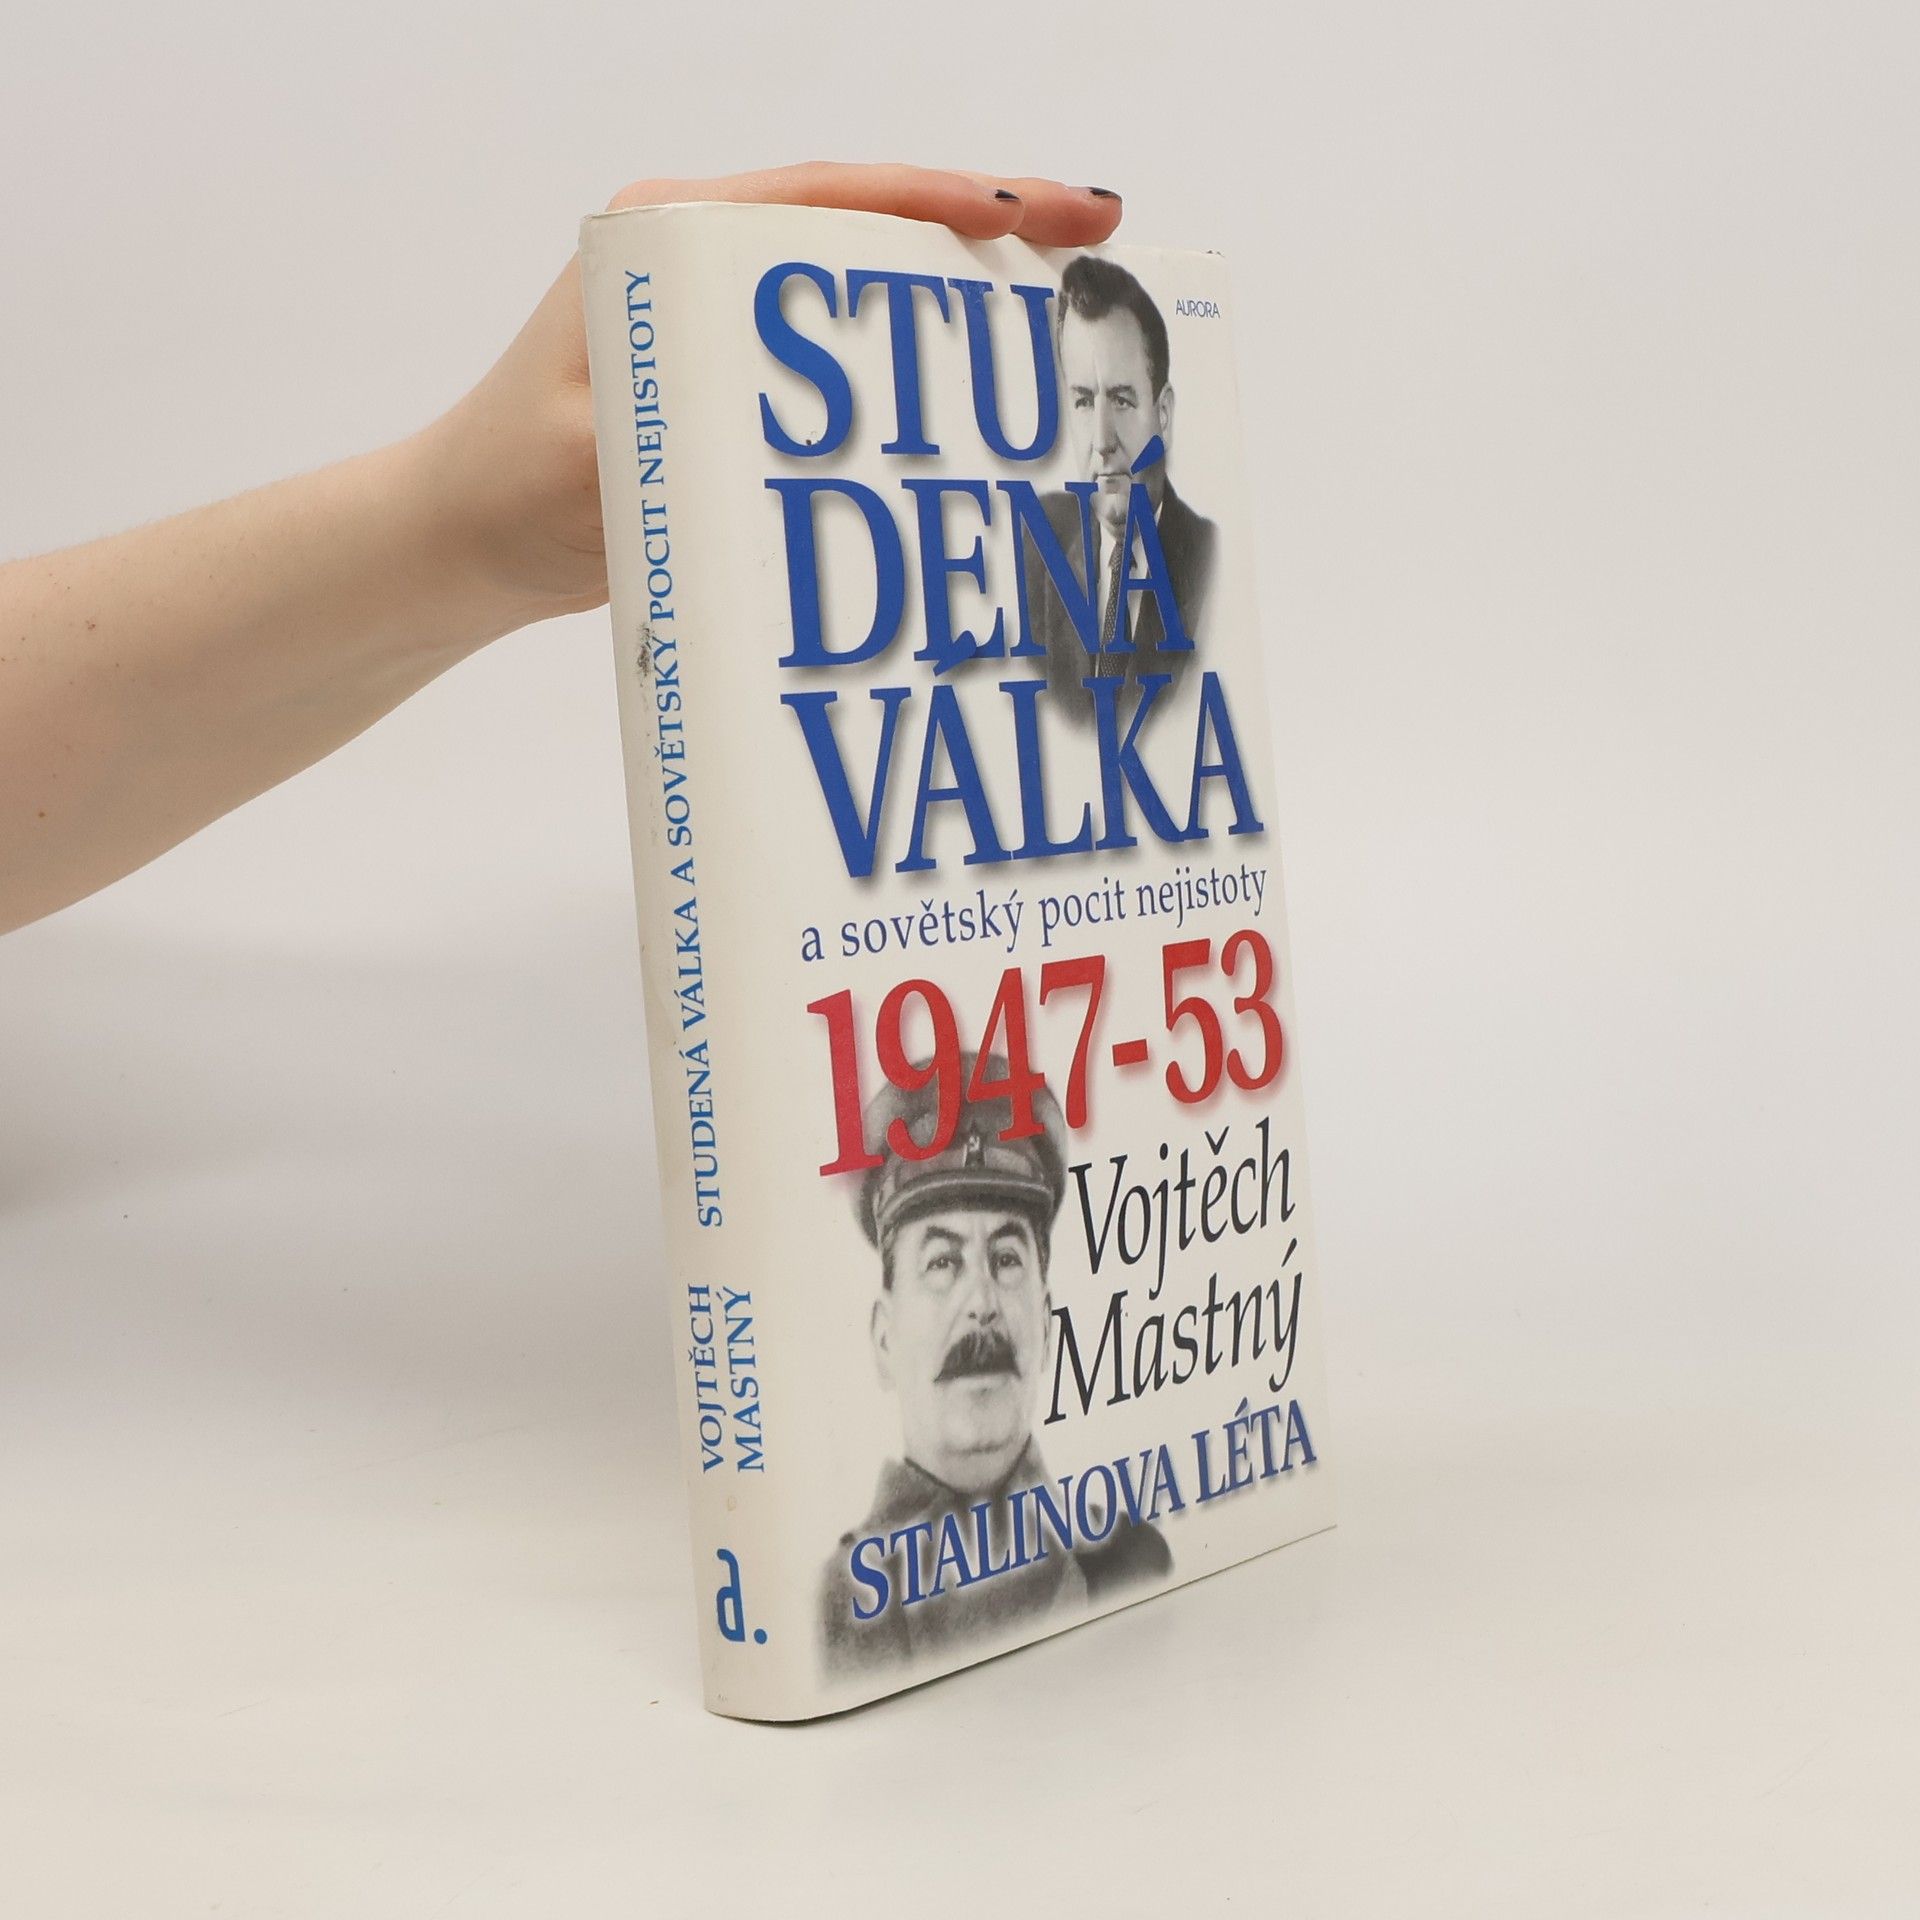 STU
DENÁ
VÁLKA
a sovětský pocit nejistoty
1947-53
Vojtěch
Mastný
STALINOVA LÉTA
AURORA
VOJTĚCH
MASTNÝ
STUDENÁ VÁLKA A SOVĚTSKÝ POCIT NEJISTOTY
a.